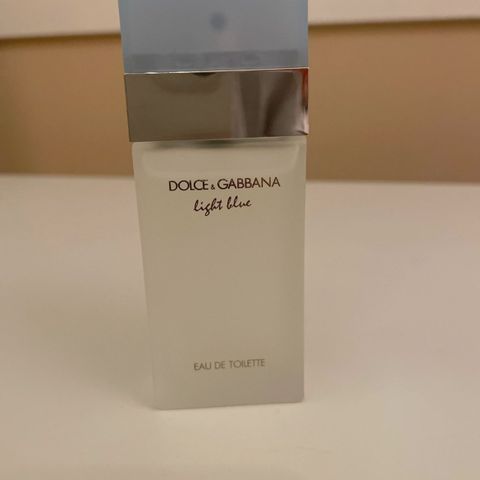 DOLCE & GABBANA
light blue
EAU DE TOILETTE